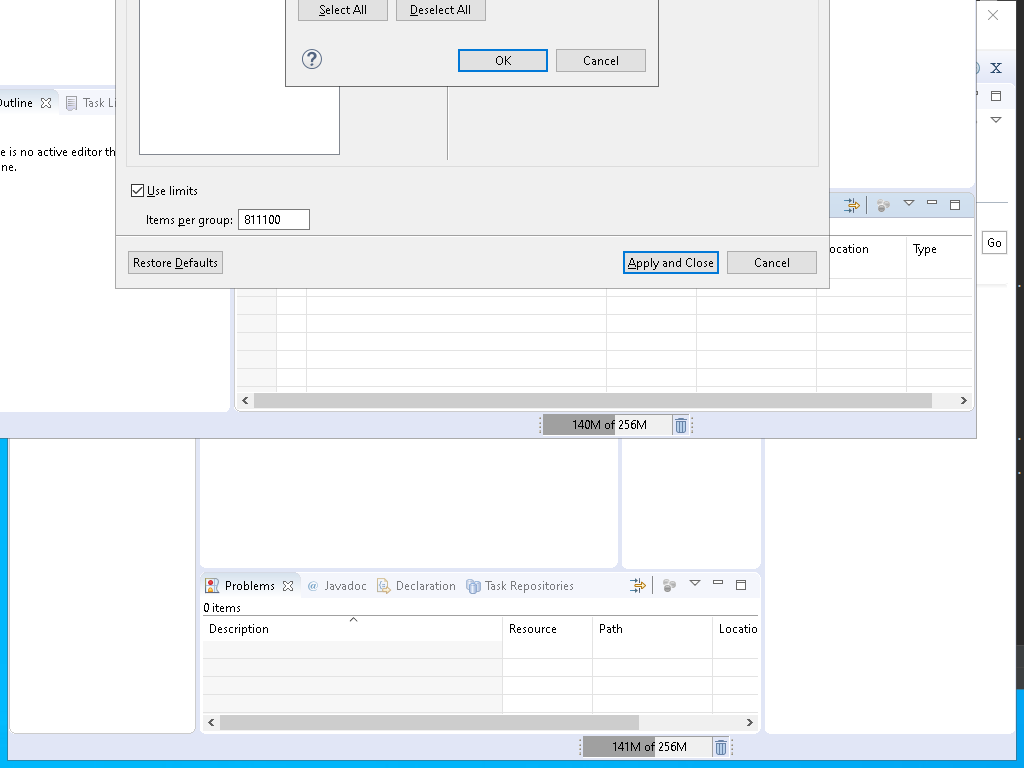 Select All
Deselect All
OK
Cancel
X
Outline
Task Li
e is no active editor th
ne.
Use limits
Items per group:
811100
Restore Defaults
Apply and Close
Cancel
Go
ocation
Type
140M of 256M
Problems
@ Javadoc
Declaration
Task Repositories
0 items
Description
Resource
Path
Locatio
141M of 256M